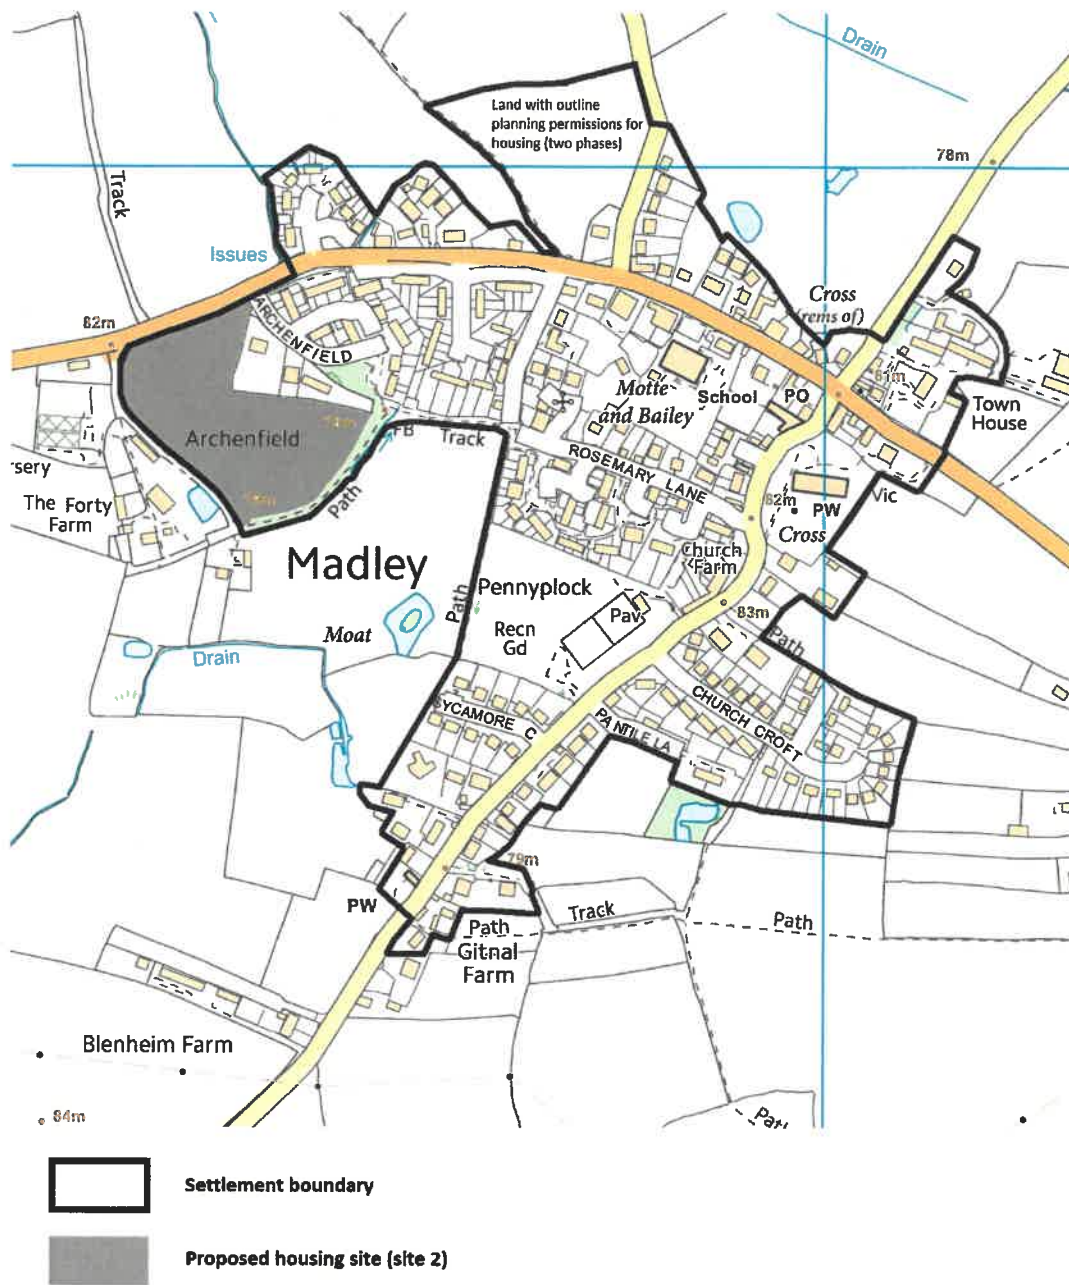 Drain
Land with outline
planning permissions for
housing (two phases)
78m
Track
Issues
Cross
(rems of)
82m
ARCHENFIELD
81m
Motte
and Bailey
School
PO
Town
House
Archenfield
FB
Track
ROSEMARY LANE
rsery
The Forty
Farm
Path
82m
PW
Vic
Cross
Madley
Church
Farm
Pennyplock
Path
Pav
83m
Moat
Recn
Gd
Path
Drain
SYCAMORE C
PANTILE LA
CHURCH CROFT
79m
PW
Track
Path
Path
Gitnal
Farm
Blenheim Farm
84m
Path
Settlement boundary
Proposed housing site (site 2)